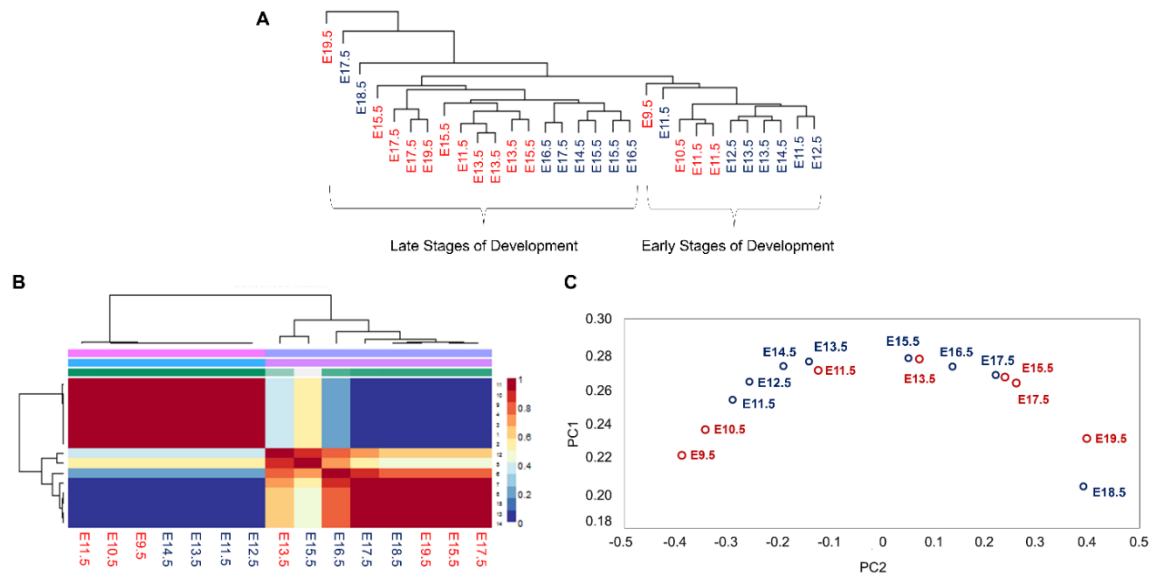 A
E19.5
E17.5
E18.5
E15.5
E17.5
E17.5
E19.5
E15.5
E11.5
E13.5
E13.5
E13.5
E15.5
E16.5
E17.5
E14.5
E15.5
E15.5
E16.5
E9.5
E11.5
E10.5
E11.5
E11.5
E12.5
E13.5
E13.5
E14.5
E11.5
E12.5
Late Stages of Development
Early Stages of Development
B
1
0.8
0.6
0.4
0.2
0
E11.5
E10.5
E9.5
E14.5
E13.5
E11.5
E12.5
E13.5
E15.5
E16.5
E17.5
E18.5
E19.5
E15.5
E17.5
C
PC1
0.30
0.28
0.26
0.24
0.22
0.20
0.18
E9.5
E10.5
E11.5
E12.5
E14.5
E13.5
E11.5
E15.5
E13.5
E16.5
E17.5
E15.5
E17.5
E19.5
E18.5
-0.5
-0.4
-0.3
-0.2
-0.1
0
0.1
0.2
0.3
0.4
0.5
PC2